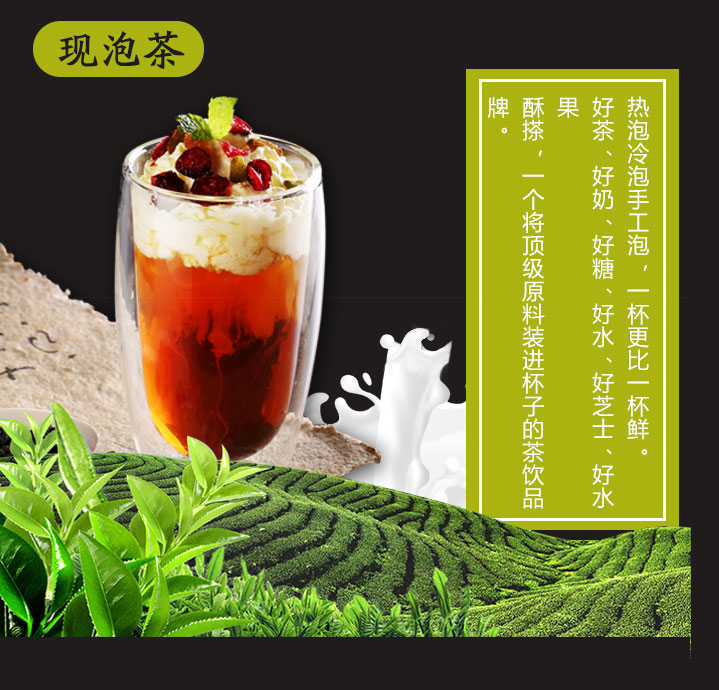 现泡茶
热泡冷泡手工泡，一杯更比一杯鲜。
好茶、好奶、好糖、好水、好芝士、好水
果
酥搽，一个将顶级原料装进杯子的茶饮品
牌。